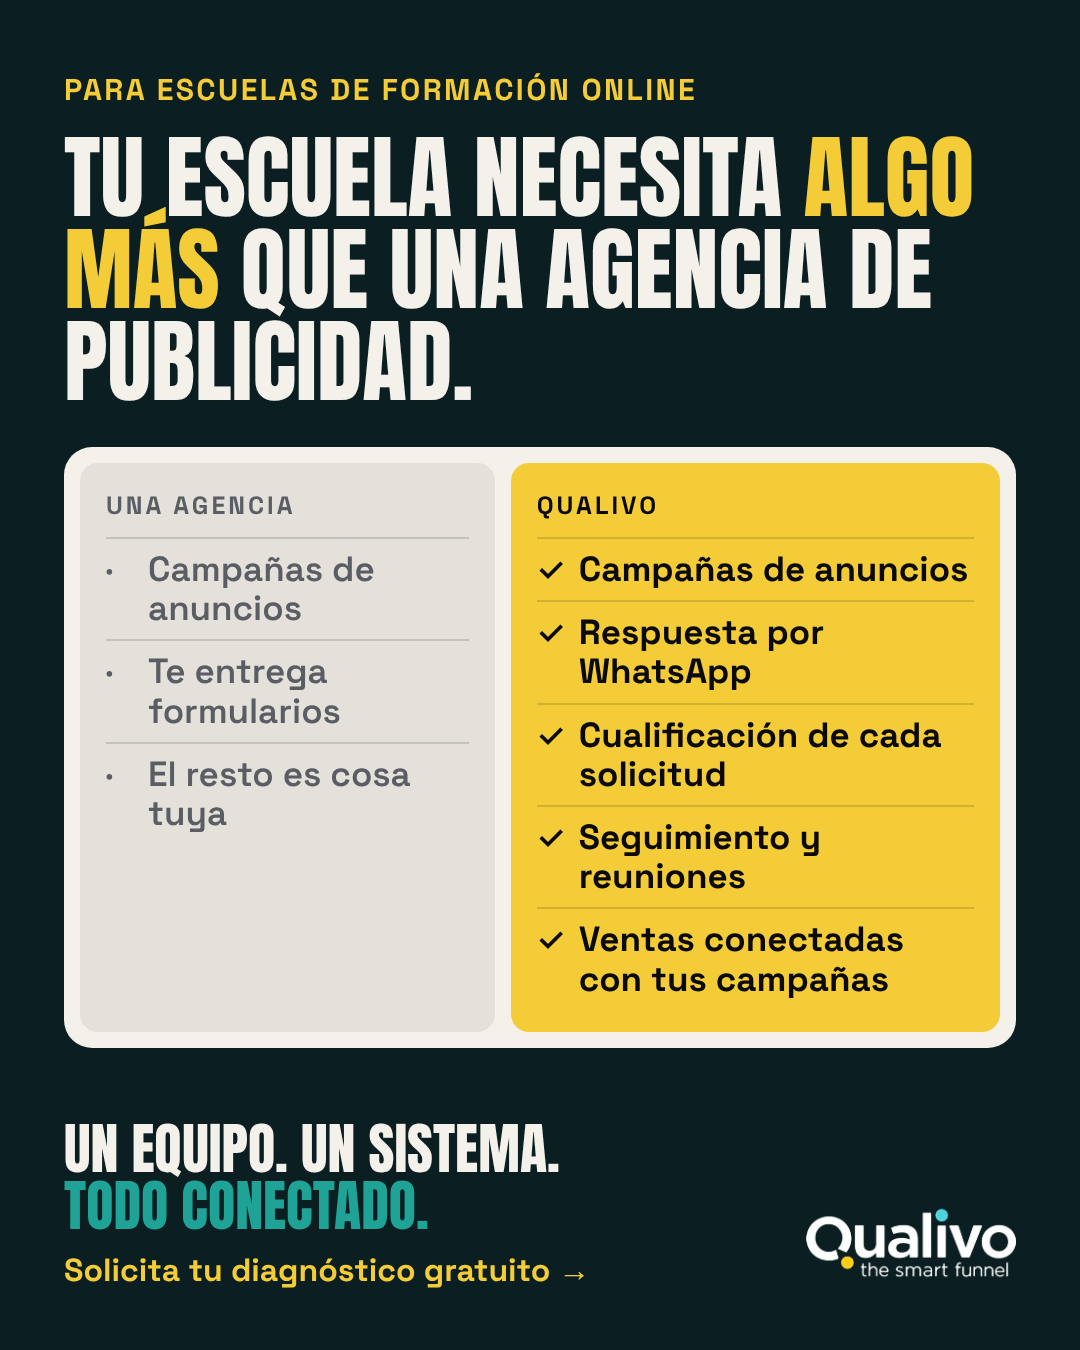 PARA ESCUELAS DE FORMACIÓN ONLINE
TU ESCUELA NECESITA ALGO
MÁS QUE UNA AGENCIA DE
PUBLICIDAD.
UNA AGENCIA
· Campañas de
anuncios
· Te entrega
formularios
· El resto es cosa
tuya
QUALIVO
✓ Campañas de anuncios
✓ Respuesta por
WhatsApp
✓ Cualificación de cada
solicitud
✓ Seguimiento y
reuniones
✓ Ventas conectadas
con tus campañas
UN EQUIPO. UN SISTEMA.
TODO CONECTADO.
Solicita tu diagnóstico gratuito →
Qualivo
the smart funnel